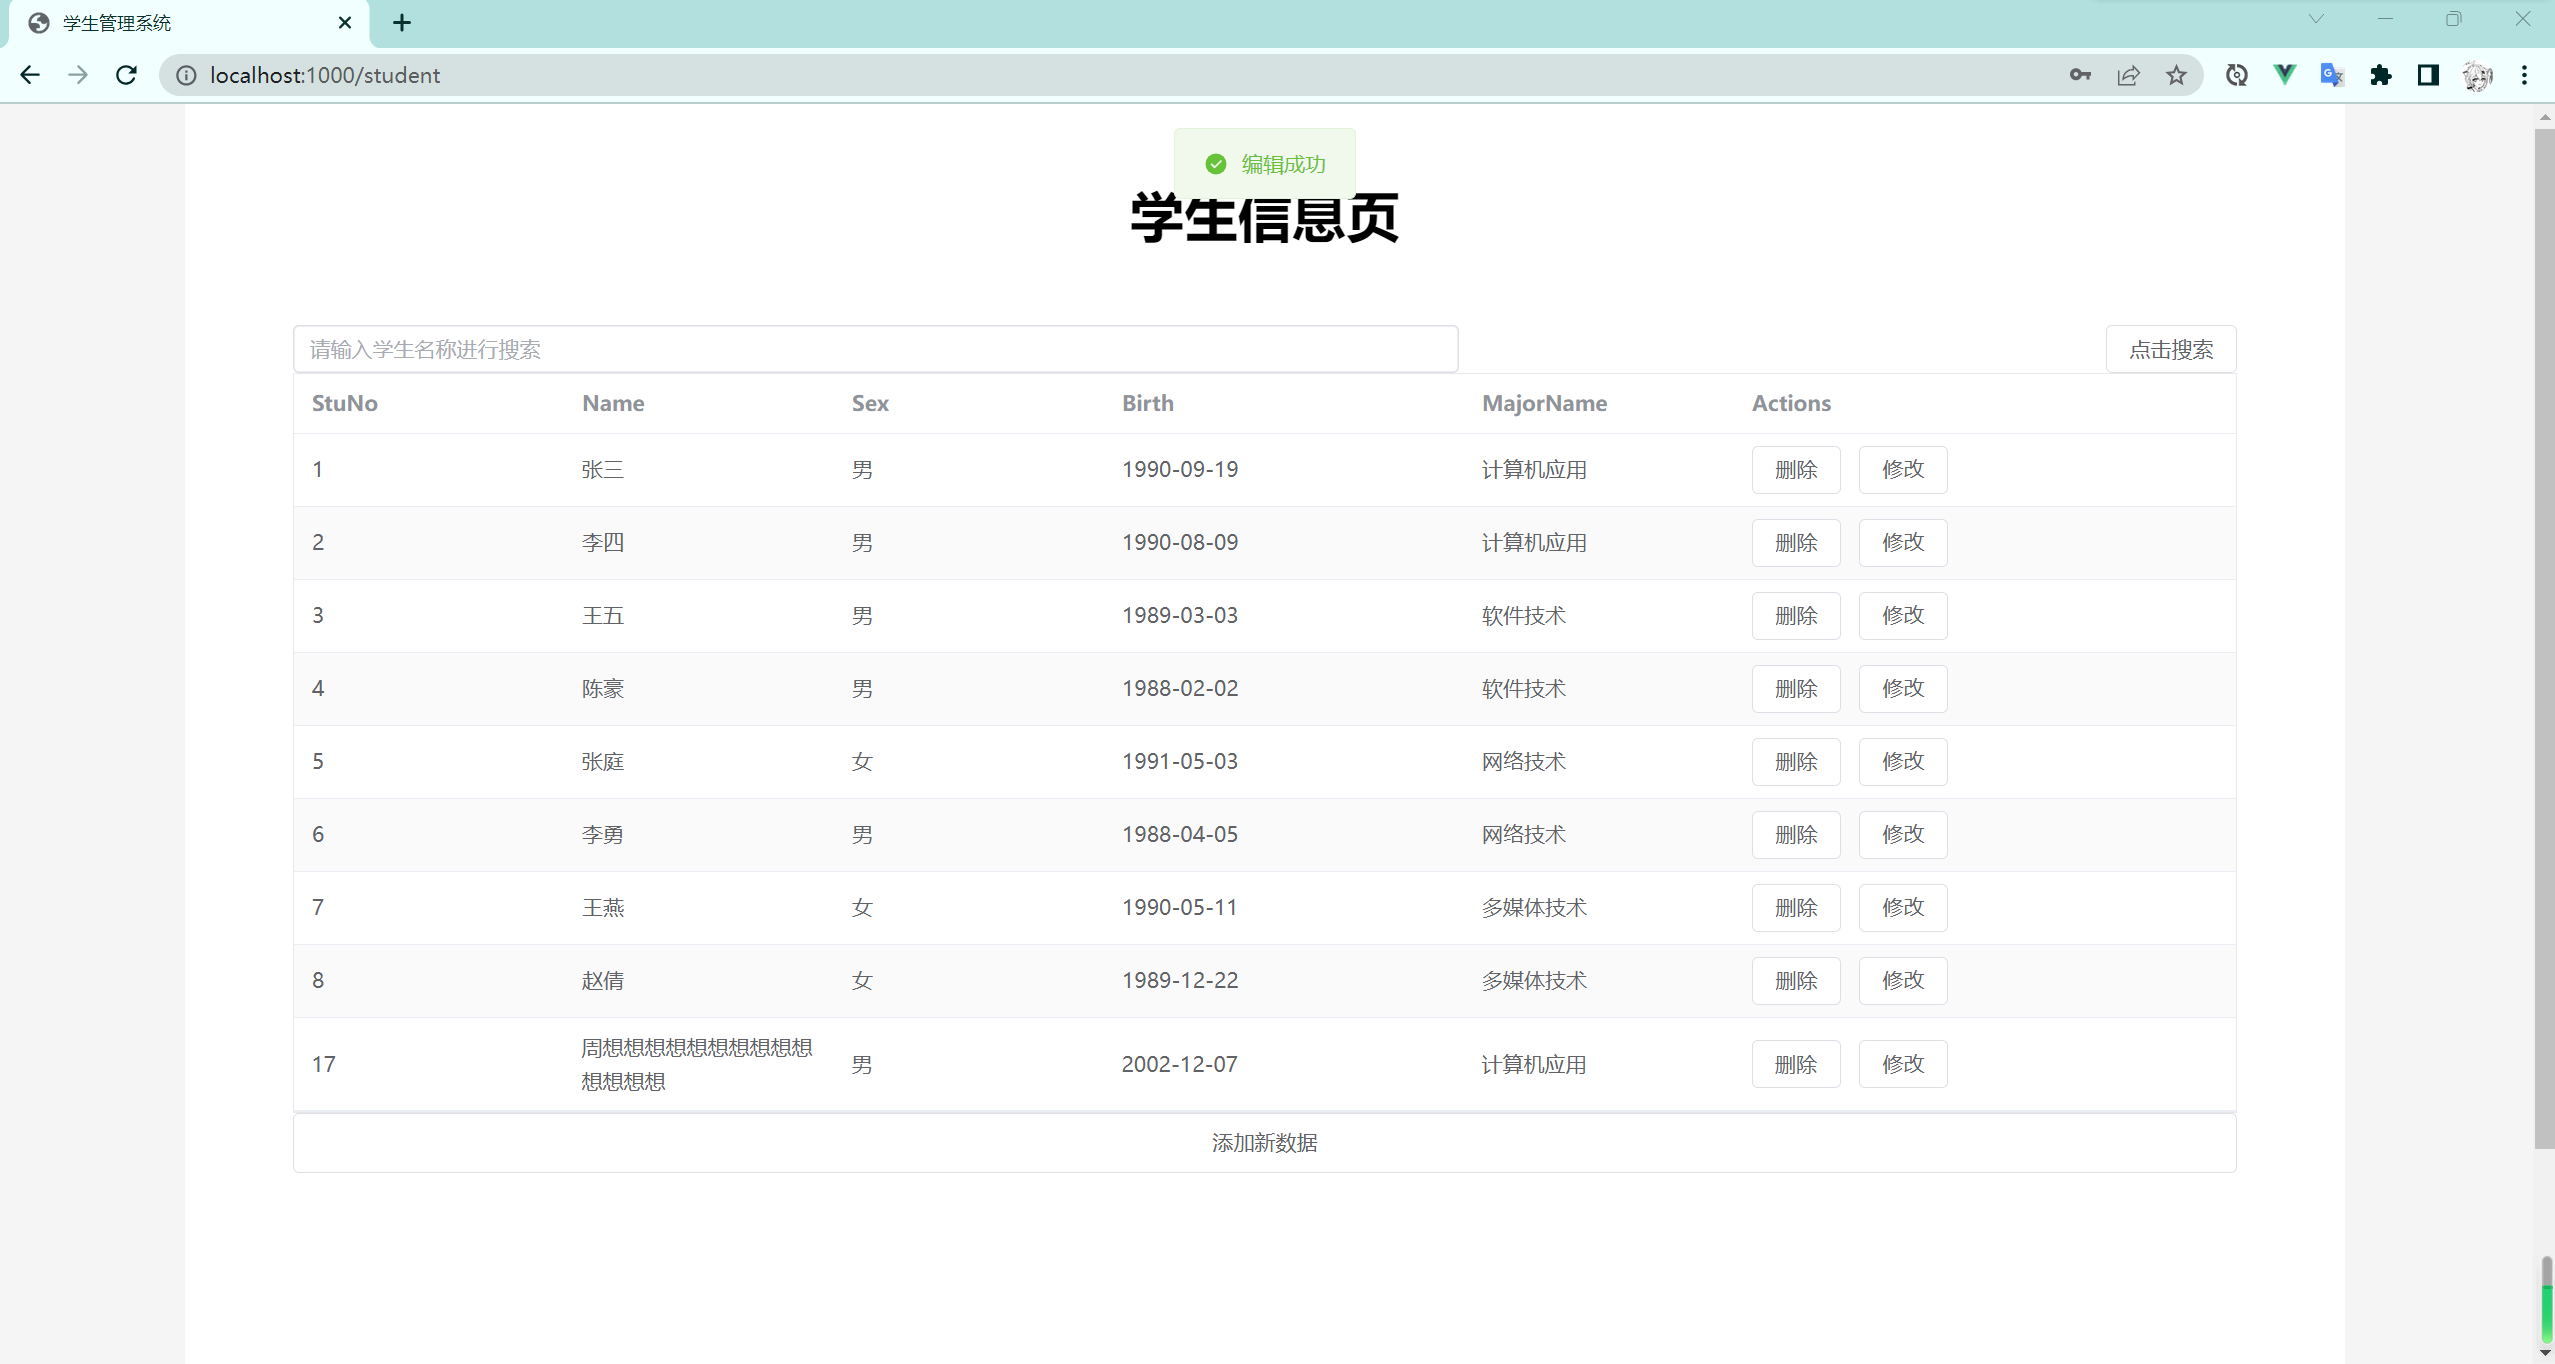 学生管理系统
localhost:1000/student
编辑成功
学生信息页
请输入学生名称进行搜索 点击搜索
StuNo Name Sex Birth MajorName Actions
1 张三 男 1990-09-19 计算机应用 删除 修改
2 李四 男 1990-08-09 计算机应用 删除 修改
3 王五 男 1989-03-03 软件技术 删除 修改
4 陈豪 男 1988-02-02 软件技术 删除 修改
5 张庭 女 1991-05-03 网络技术 删除 修改
6 李勇 男 1988-04-05 网络技术 删除 修改
7 王燕 女 1990-05-11 多媒体技术 删除 修改
8 赵倩 女 1989-12-22 多媒体技术 删除 修改
17 周想想想想想想想想想想 男 2002-12-07 计算机应用 删除 修改
想想想想
添加新数据